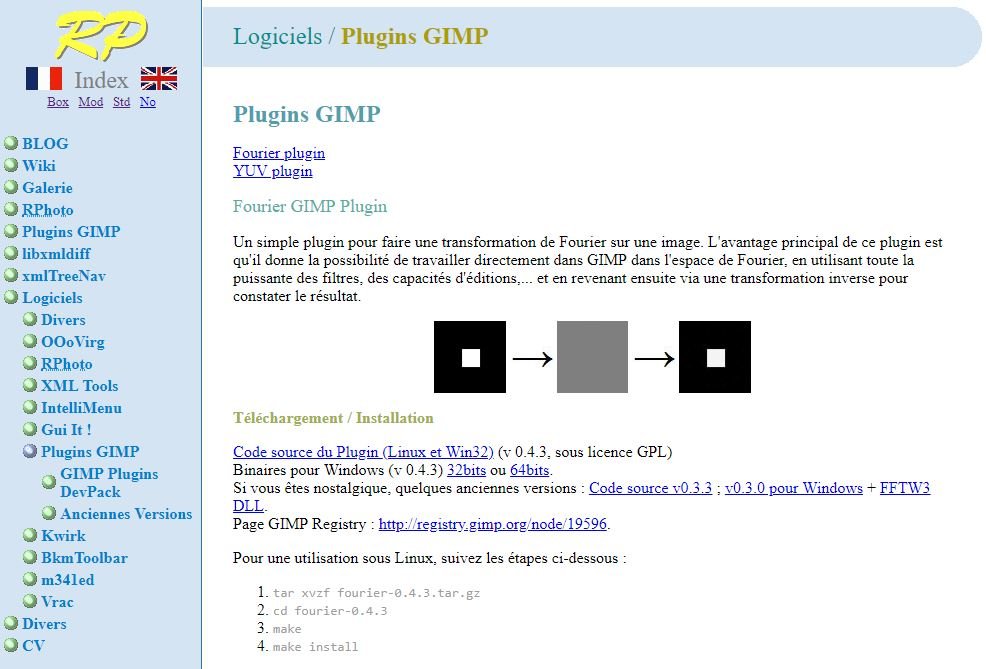 RP
Index
Box Mod Std No
BLOG
Wiki
Galerie
RPhoto
Plugins GIMP
libxmldiff
xmlTreeNav
Logiciels
Divers
OOoVirg
RPhoto
XML Tools
IntelliMenu
Gui It !
Plugins GIMP
GIMP Plugins
DevPack
Anciennes Versions
Kwirk
BkmToolbar
m341ed
Vrac
Divers
CV
Logiciels / Plugins GIMP
Plugins GIMP
Fourier plugin
YUV plugin
Fourier GIMP Plugin
Un simple plugin pour faire une transformation de Fourier sur une image. L'avantage principal de ce plugin est
qu'il donne la possibilité de travailler directement dans GIMP dans l'espace de Fourier, en utilisant toute la
puissante des filtres, des capacités d'éditions,... et en revenant ensuite via une transformation inverse pour
constater le résultat.
Téléchargement / Installation
Code source du Plugin (Linux et Win32) (v 0.4.3, sous licence GPL)
Binaires pour Windows (v 0.4.3) 32bits ou 64bits.
Si vous êtes nostalgique, quelques anciennes versions : Code source v0.3.3 ; v0.3.0 pour Windows + FFTW3
DLL.
Page GIMP Registry : http://registry.gimp.org/node/19596.
Pour une utilisation sous Linux, suivez les étapes ci-dessous :
1. tar xvzf fourier-0.4.3.tar.gz
2. cd fourier-0.4.3
3. make
4. make install